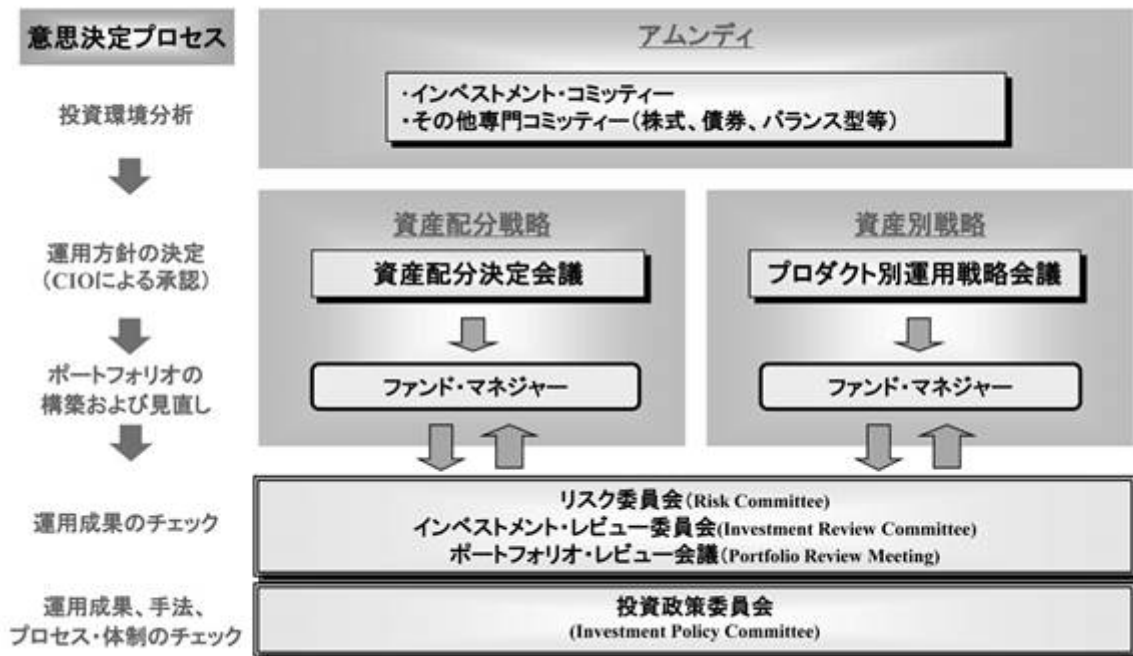 意思決定プロセス
アムンディ
投資環境分析
・インベストメント・コミッティー
・その他専門コミッティー(株式、債券、バランス型等)
運用方針の決定
(CIOによる承認)
資産配分戦略
資産配分決定会議
資産別戦略
プロダクト別運用戦略会議
ポートフォリオの
構築および見直し
ファンド・マネジャー
ファンド・マネジャー
運用成果のチェック
リスク委員会(Risk Committee)
インベストメント・レビュー委員会(Investment Review Committee)
ポートフォリオ・レビュー会議(Portfolio Review Meeting)
運用成果、手法、
プロセス・体制のチェック
投資政策委員会
(Investment Policy Committee)